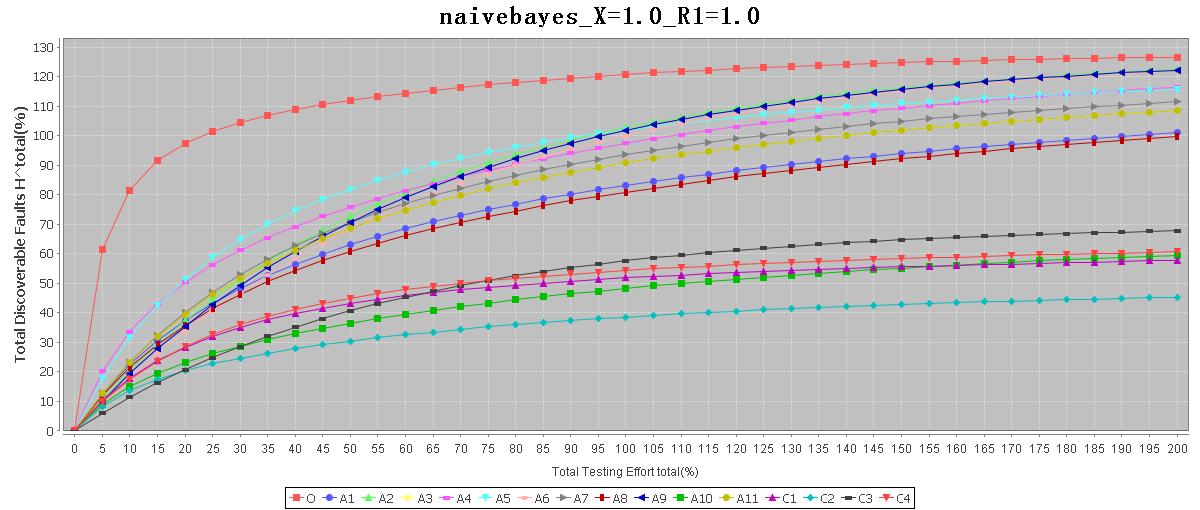 naivebayes_X=1.0_R1=1.0
Total Discoverable Faults H^total(%)
130
120
110
100
90
80
70
60
50
40
30
20
10
0
0 5 10 15 20 25 30 35 40 45 50 55 60 65 70 75 80 85 90 95 100 105 110 115 120 125 130 135 140 145 150 155 160 165 170 175 180 185 190 195 200
Total Testing Effort total(%)
O A1 A2 A3 A4 A5 A6 A7 A8 A9 A10 A11 C1 C2 C3 C4